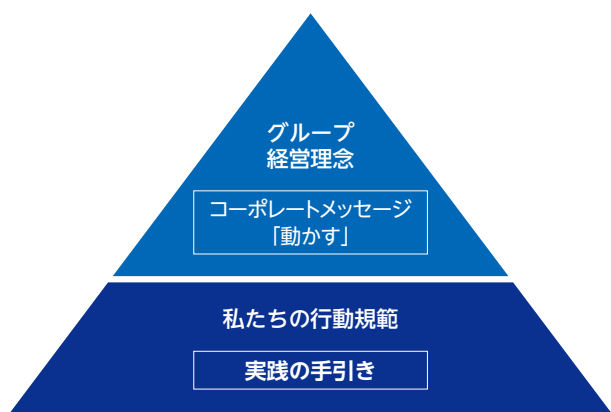 グループ
経営理念
コーポレートメッセージ
「動かす」
私たちの行動規範
実践の手引き